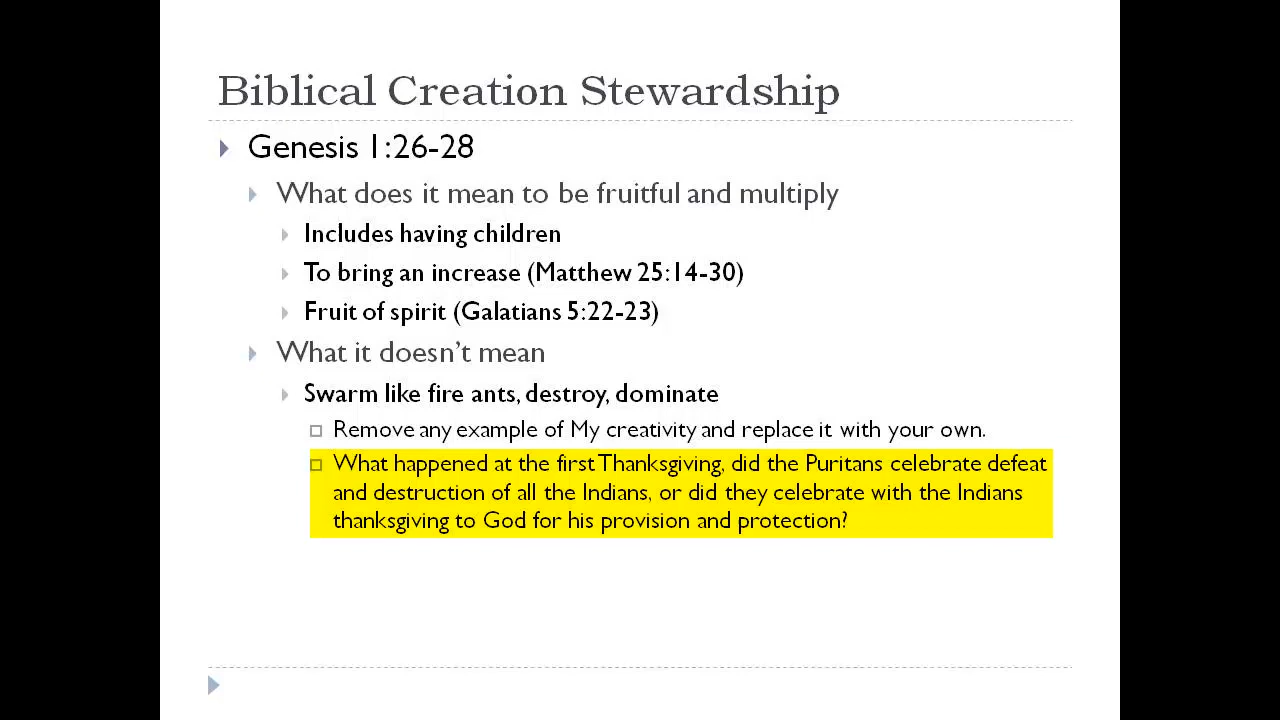 Biblical Creation Stewardship
Genesis 1:26-28
What does it mean to be fruitful and multiply
Includes having children
To bring an increase (Matthew 25:14-30)
Fruit of spirit (Galatians 5:22-23)
What it doesn't mean
Swarm like fire ants, destroy, dominate
Remove any example of My creativity and replace it with your own.
What happened at the first Thanksgiving, did the Puritans celebrate defeat
and destruction of all the Indians, or did they celebrate with the Indians
thanksgiving to God for his provision and protection?